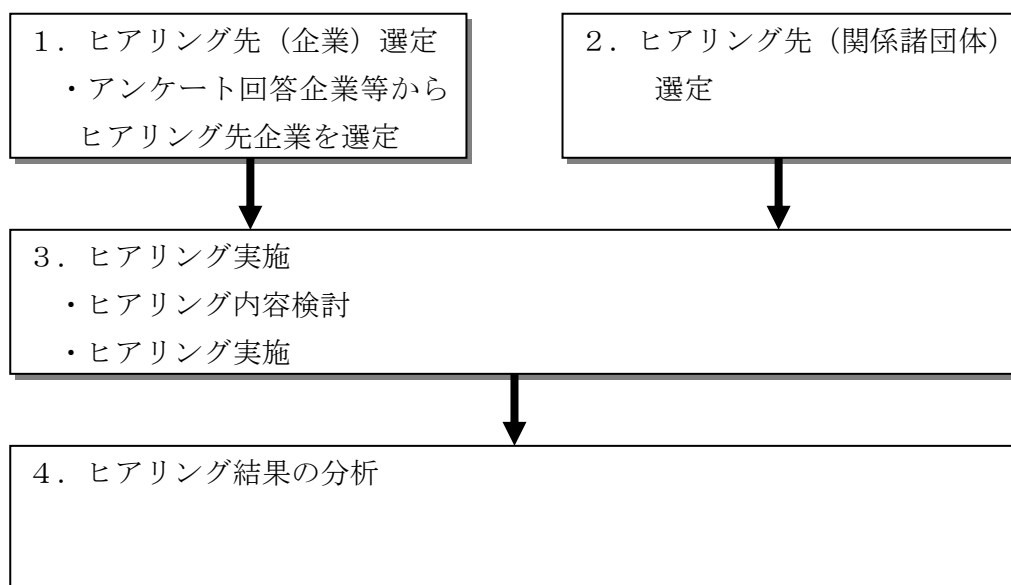 １．ヒアリング先（企業）選定
・アンケート回答企業等から
ヒアリング先企業を選定
２．ヒアリング先（関係諸団体）
選定
３．ヒアリング実施
・ヒアリング内容検討
・ヒアリング実施
４．ヒアリング結果の分析